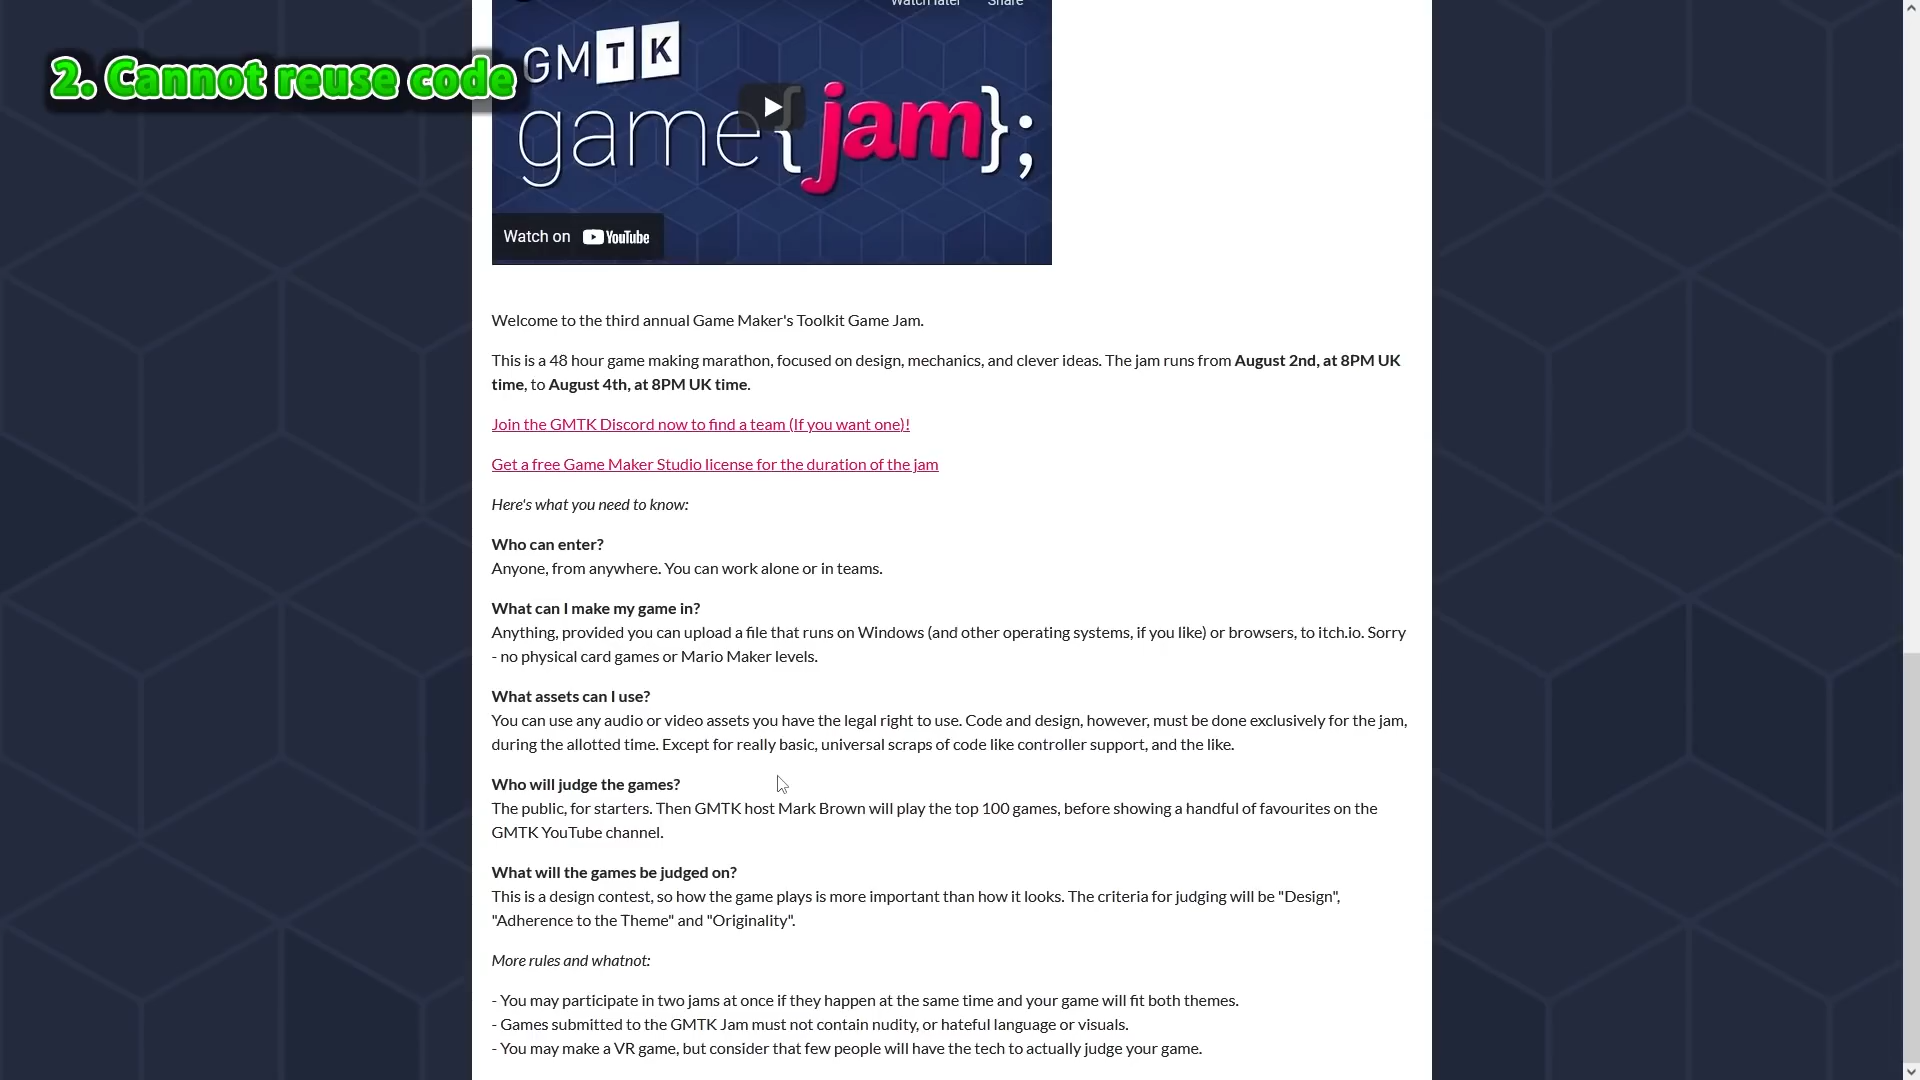 Watch later Share
2. Cannot reuse code
GMTK
game{jam};
Watch on YouTube
Welcome to the third annual Game Maker's Toolkit Game Jam.
This is a 48 hour game making marathon, focused on design, mechanics, and clever ideas. The jam runs from August 2nd, at 8PM UK
time, to August 4th, at 8PM UK time.
Join the GMTK Discord now to find a team (If you want one)!
Get a free Game Maker Studio license for the duration of the jam
Here's what you need to know:
Who can enter?
Anyone, from anywhere. You can work alone or in teams.
What can I make my game in?
Anything, provided you can upload a file that runs on Windows (and other operating systems, if you like) or browsers, to itch.io. Sorry
- no physical card games or Mario Maker levels.
What assets can I use?
You can use any audio or video assets you have the legal right to use. Code and design, however, must be done exclusively for the jam,
during the allotted time. Except for really basic, universal scraps of code like controller support, and the like.
Who will judge the games?
The public, for starters. Then GMTK host Mark Brown will play the top 100 games, before showing a handful of favourites on the
GMTK YouTube channel.
What will the games be judged on?
This is a design contest, so how the game plays is more important than how it looks. The criteria for judging will be "Design",
"Adherence to the Theme" and "Originality".
More rules and whatnot:
- You may participate in two jams at once if they happen at the same time and your game will fit both themes.
- Games submitted to the GMTK Jam must not contain nudity, or hateful language or visuals.
- You may make a VR game, but consider that few people will have the tech to actually judge your game.